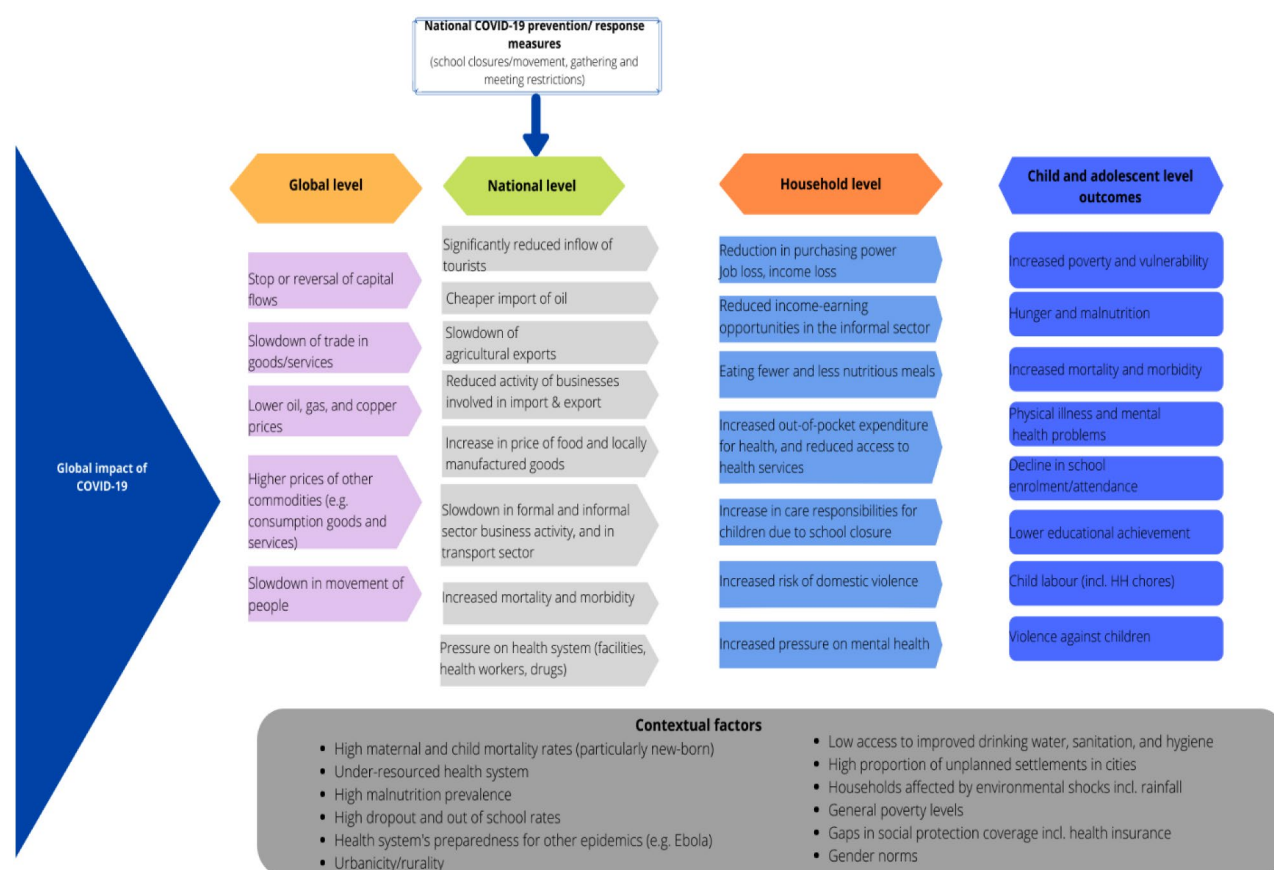 National COVID-19 prevention/ response
measures
(school closures/movement, gathering and
meeting restrictions)
Global impact of
COVID-19
Global level
Stop or reversal of capital
flows
Slowdown of trade in
goods/services
Lower oil, gas, and copper
prices
Higher prices of other
commodities (e.g.
consumption goods and
services)
Slowdown in movement of
people
National level
Significantly reduced inflow of
tourists
Cheaper import of oil
Slowdown of
agricultural exports
Reduced activity of businesses
involved in import & export
Increase in price of food and locally
manufactured goods
Slowdown in formal and informal
sector business activity, and in
transport sector
Increased mortality and morbidity
Pressure on health system (facilities,
health workers, drugs)
Household level
Reduction in purchasing power
Job loss, income loss
Reduced income-earning
opportunities in the informal sector
Eating fewer and less nutritious meals
Increased out-of-pocket expenditure
for health, and reduced access to
health services
Increase in care responsibilities for
children due to school closure
Increased risk of domestic violence
Increased pressure on mental health
Child and adolescent level
outcomes
Increased poverty and vulnerability
Hunger and malnutrition
Increased mortality and morbidity
Physical illness and mental
health problems
Decline in school
enrolment/attendance
Lower educational achievement
Child labour (incl. HH chores)
Violence against children
Contextual factors
• High maternal and child mortality rates (particularly new-born)
• Under-resourced health system
• High malnutrition prevalence
• High dropout and out of school rates
• Health system's preparedness for other epidemics (e.g. Ebola)
• Urbanicity/rurality
• Low access to improved drinking water, sanitation, and hygiene
• High proportion of unplanned settlements in cities
• Households affected by environmental shocks incl. rainfall
• General poverty levels
• Gaps in social protection coverage incl. health insurance
• Gender norms